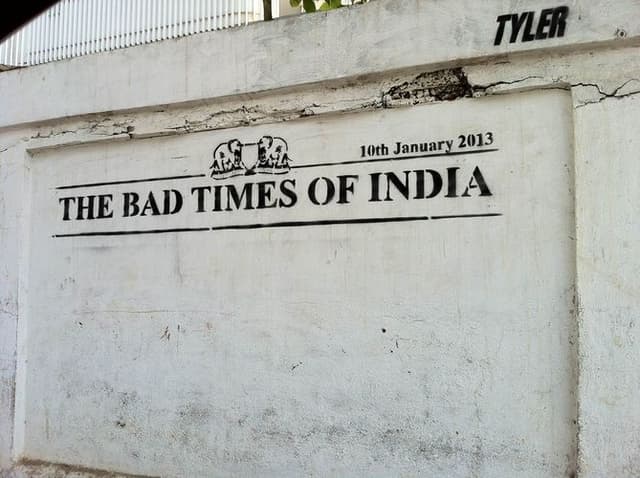 TYLER
10th January 2013
THE BAD TIMES OF INDIA